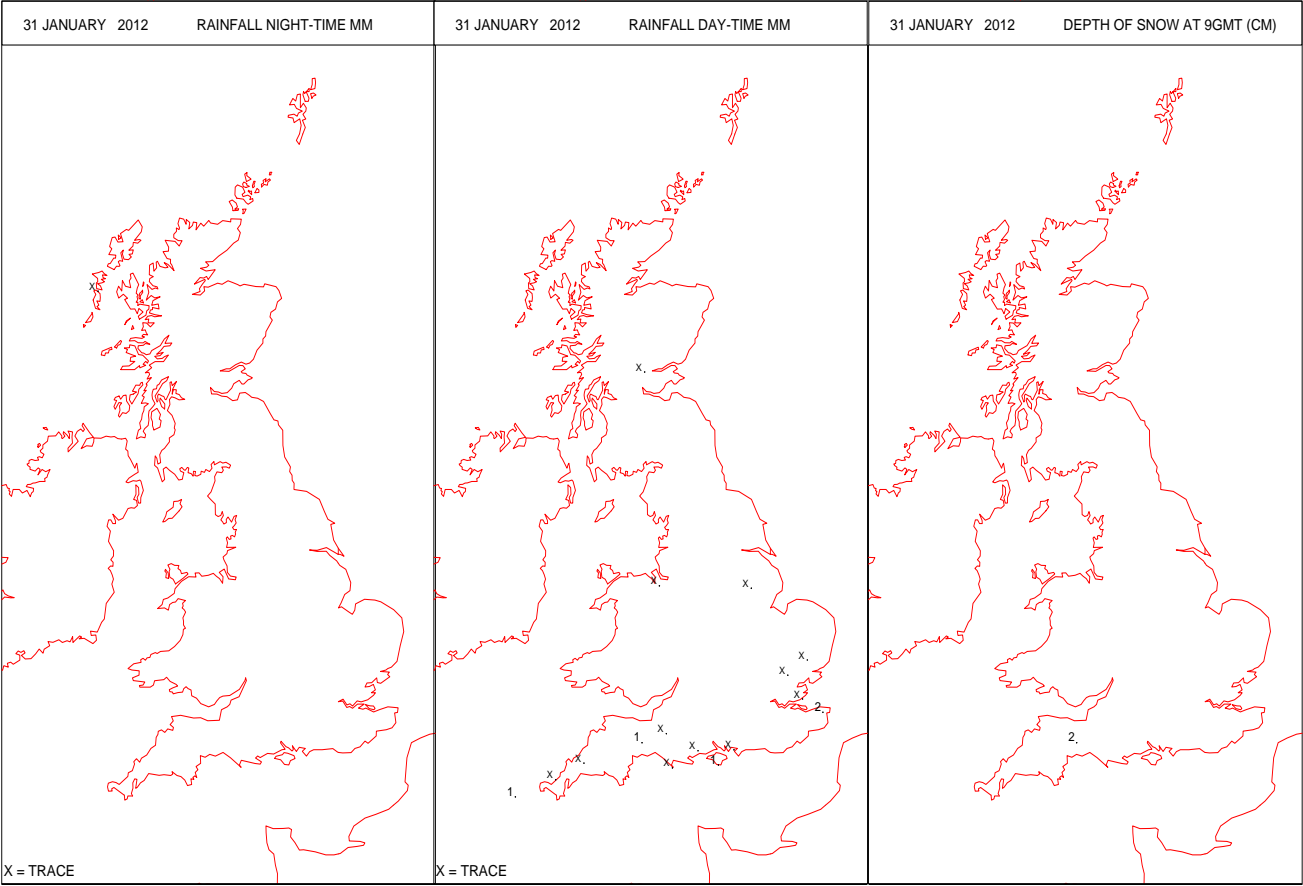 31 JANUARY 2012 RAINFALL NIGHT-TIME MM
X
X = TRACE
31 JANUARY 2012 RAINFALL DAY-TIME MM
X.
X.
X.
X.
X.
X.
2.
X.
1.
X.
X
X.
X
1.
X.
1.
X = TRACE
31 JANUARY 2012 DEPTH OF SNOW AT 9GMT (CM)
2.